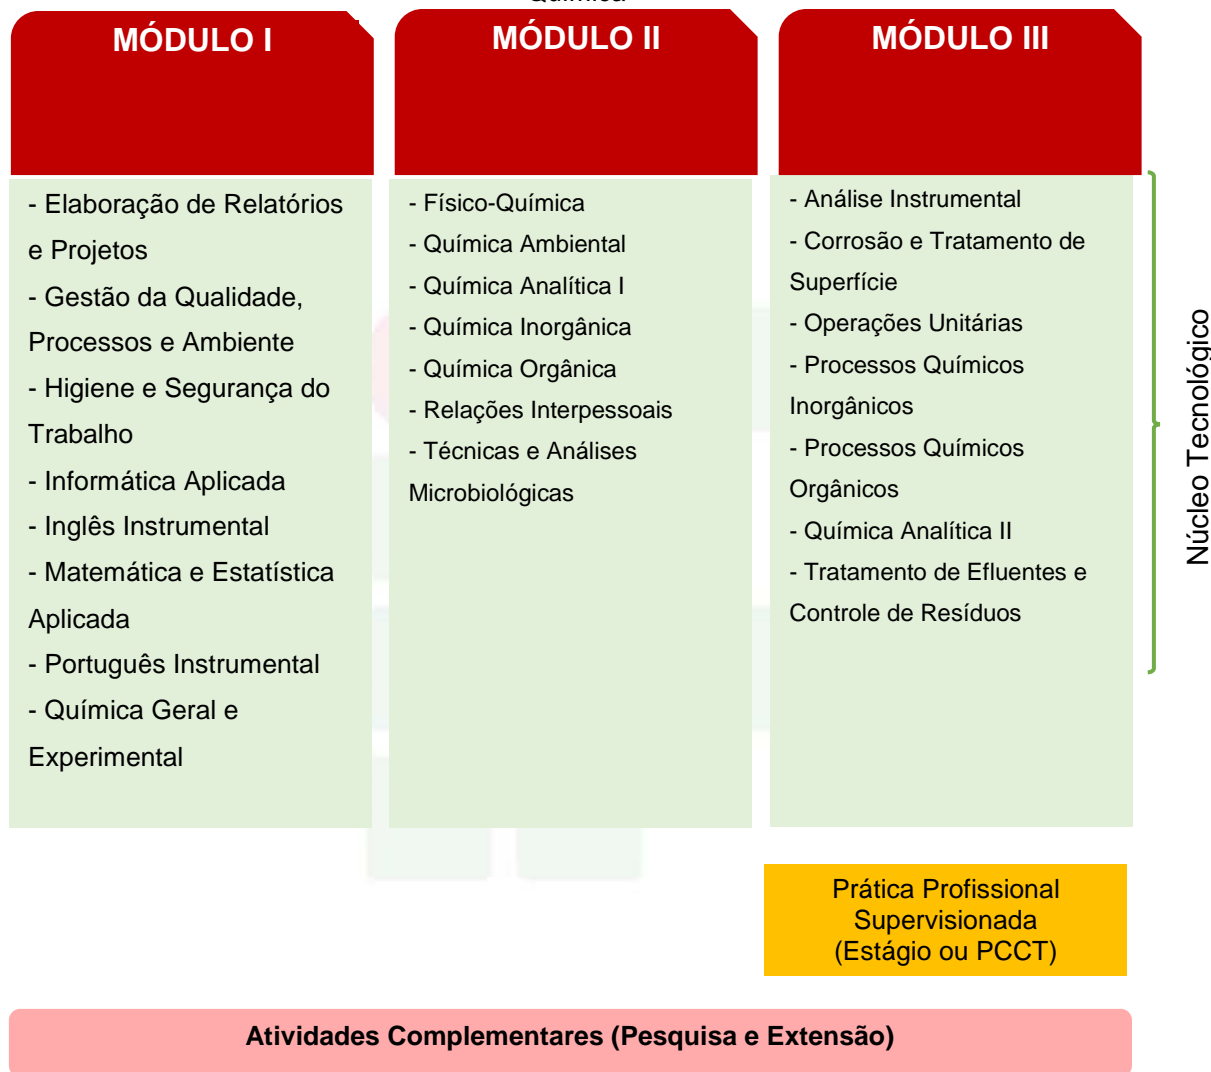 Química
MÓDULO I
- Elaboração de Relatórios
e Projetos
- Gestão da Qualidade,
Processos e Ambiente
- Higiene e Segurança do
Trabalho
- Informática Aplicada
- Inglês Instrumental
- Matemática e Estatística
Aplicada
- Português Instrumental
- Química Geral e
Experimental
MÓDULO II
- Físico-Química
- Química Ambiental
- Química Analítica I
- Química Inorgânica
- Química Orgânica
- Relações Interpessoais
- Técnicas e Análises
Microbiológicas
MÓDULO III
- Análise Instrumental
- Corrosão e Tratamento de
Superfície
- Operações Unitárias
- Processos Químicos
Inorgânicos
- Processos Químicos
Orgânicos
- Química Analítica II
- Tratamento de Efluentes e
Controle de Resíduos
Núcleo Tecnológico
Prática Profissional
Supervisionada
(Estágio ou PCCT)
Atividades Complementares (Pesquisa e Extensão)